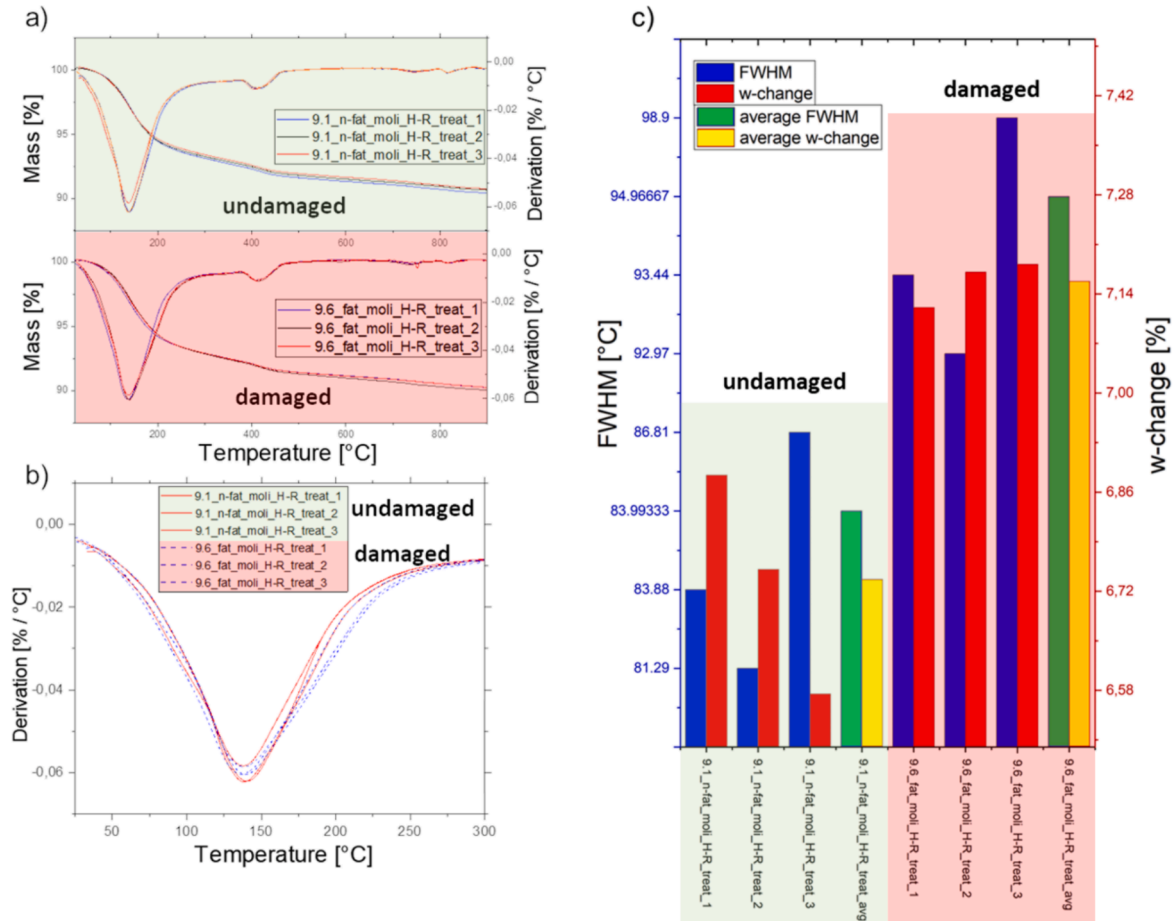 a)
100
95
90
Mass [%]
0,00
-0,02
-0,04
-0,06
Derivation [% / °C]
9.1_n-fat_moli_H-R_treat_1
9.1_n-fat_moli_H-R_treat_2
9.1_n-fat_moli_H-R_treat_3
undamaged
200
400
600
800
100
95
90
Mass [%]
0,00
-0,02
-0,04
-0,06
Derivation [% / °C]
9.6_fat_moli_H-R_treat_1
9.6_fat_moli_H-R_treat_2
9.6_fat_moli_H-R_treat_3
damaged
200
400
600
800
Temperature [°C]
b)
9.1_n-fat_moli_H-R_treat_1
9.1_n-fat_moli_H-R_treat_2
9.1_n-fat_moli_H-R_treat_3
9.6_fat_moli_H-R_treat_1
9.6_fat_moli_H-R_treat_2
9.6_fat_moli_H-R_treat_3
undamaged
damaged
0,00
-0,02
-0,04
-0,06
Derivation [% / °C]
50
100
150
200
250
300
Temperature [°C]
c)
FWHM
w-change
average FWHM
average w-change
damaged
undamaged
98.9
94.96667
93.44
92.97
86.81
83.99333
83.88
81.29
FWHM [°C]
7,42
7,28
7,14
7,00
6,86
6,72
6,58
w-change [%]
9.1_n-fat_moli_H-R_treat_1
9.1_n-fat_moli_H-R_treat_2
9.1_n-fat_moli_H-R_treat_3
9.1_n-fat_moli_H-R_treat_avg
9.6_fat_moli_H-R_treat_1
9.6_fat_moli_H-R_treat_2
9.6_fat_moli_H-R_treat_3
9.6_fat_moli_H-R_treat_avg